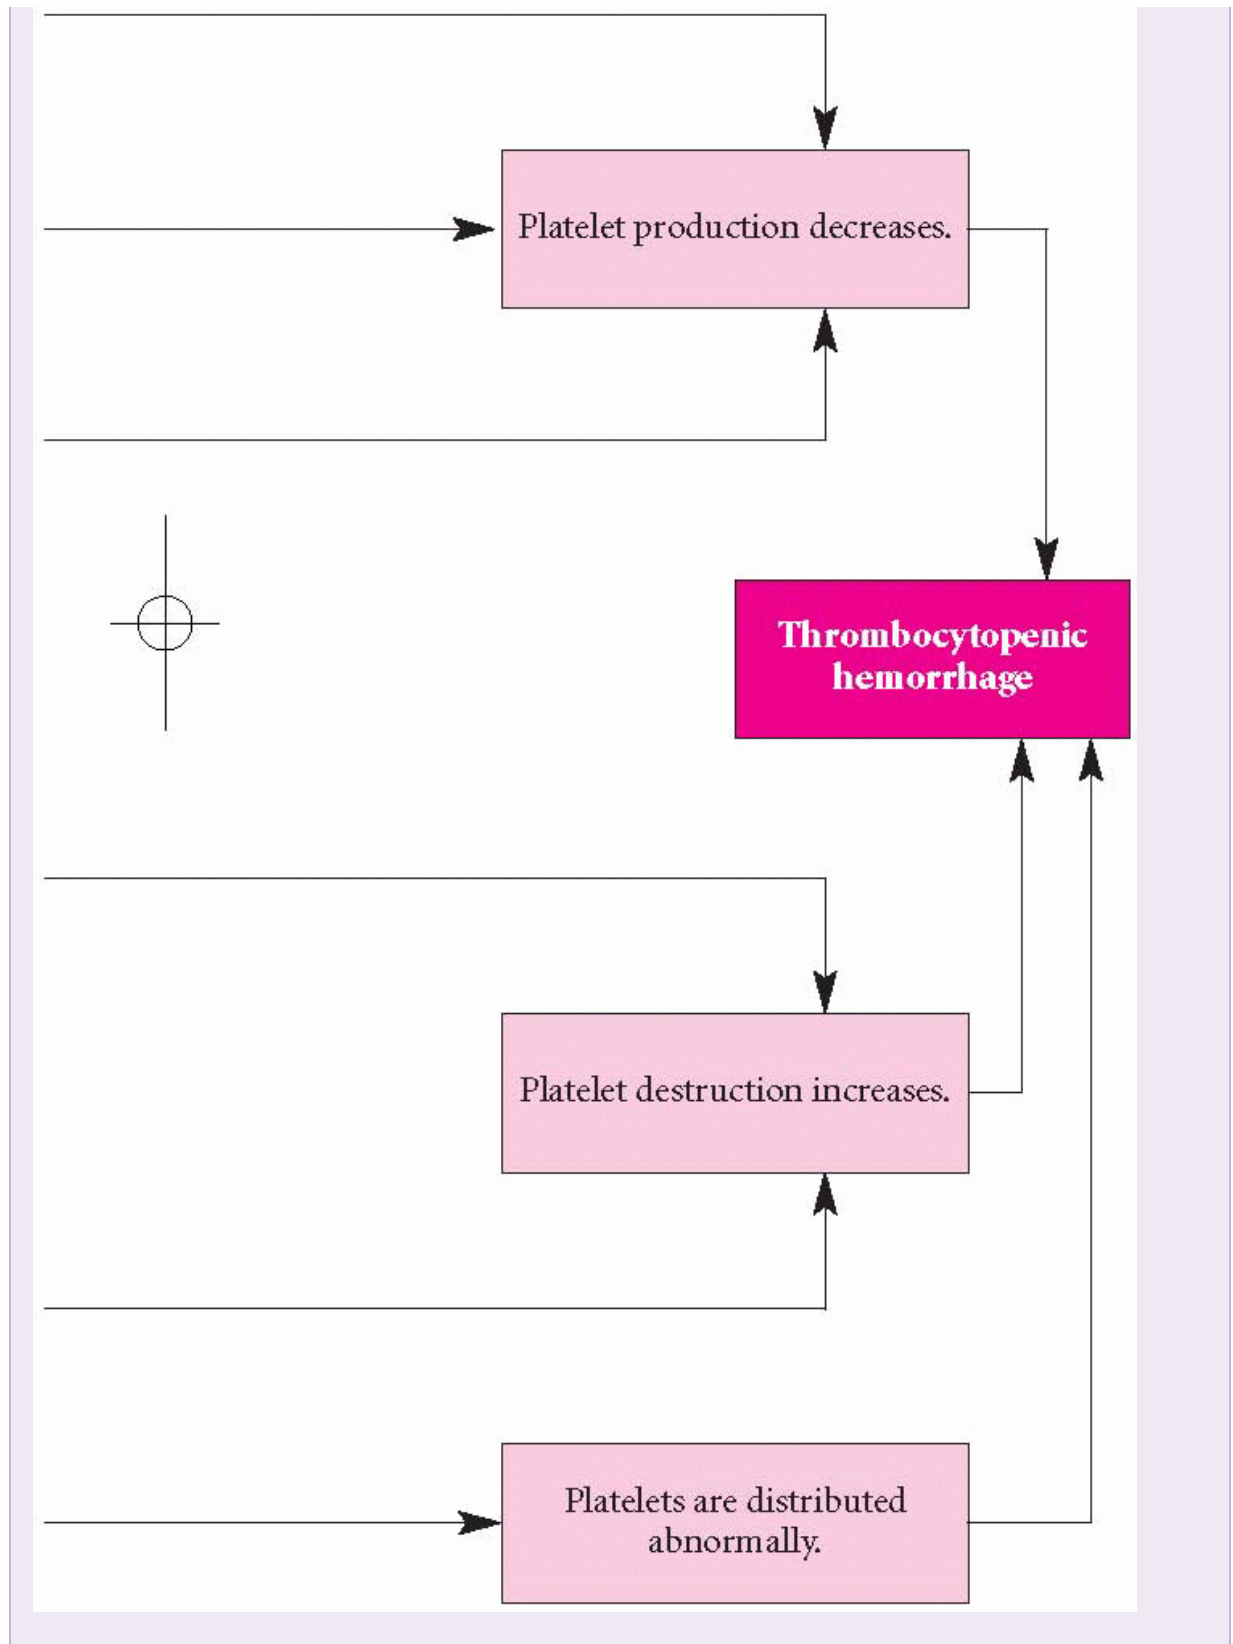 Platelet production decreases.
Thrombocytopenic
hemorrhage
Platelet destruction increases.
Platelets are distributed
abnormally.